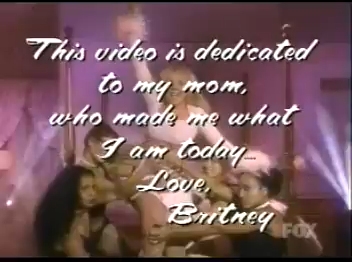 This video is dedicated
to my mom,
who made me what
I am today...
Love,
Britney
FOX